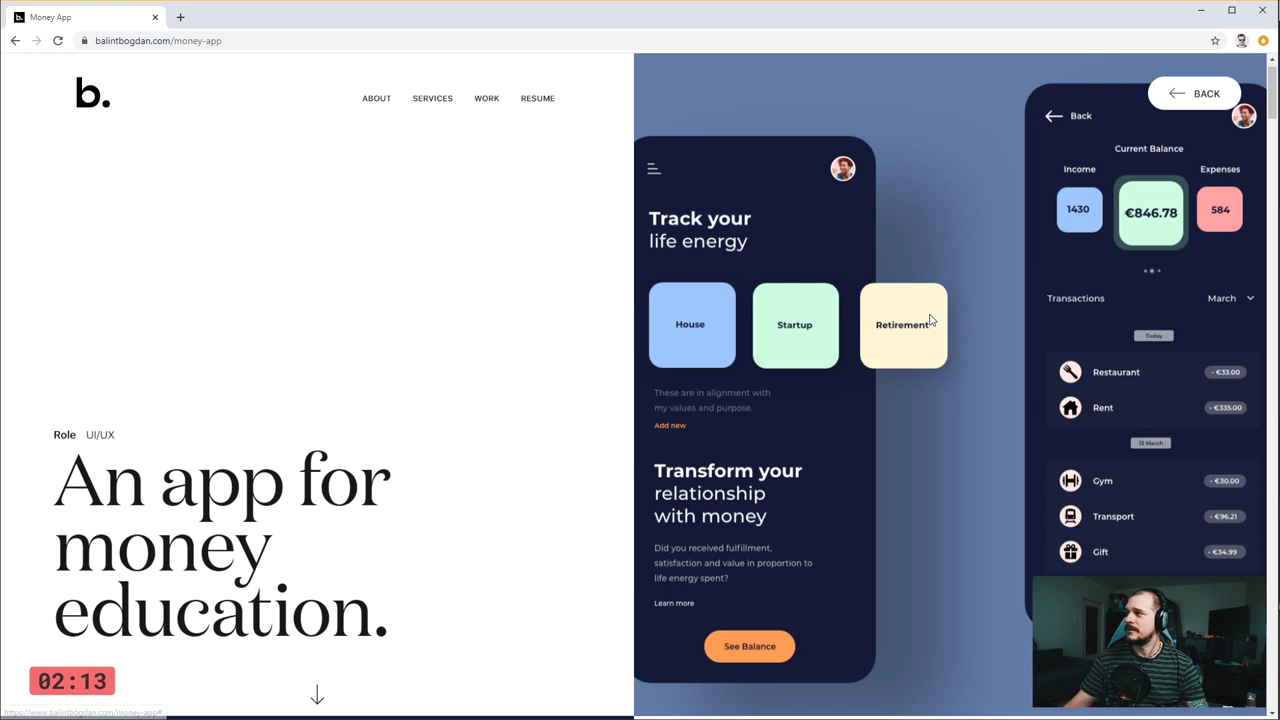 b. Money App
balintbogdan.com/money-app
b.
ABOUT SERVICES WORK RESUME
BACK
Role UI/UX
An app for
money
education.
02:13
https://www.balintbogdan.com/money-app#
Track your
life energy
House Startup Retirement
These are in alignment with
my values and purpose.
Add new
Transform your
relationship
with money
Did you received fulfillment,
satisfaction and value in proportion to
life energy spent?
Learn more
See Balance
Back
Current Balance
Income Expenses
1430 €846.78 584
Transactions March
Today
Restaurant - €33.00
Rent - €335.00
13 March
Gym - €30.00
Transport - €96.21
Gift - €34.99